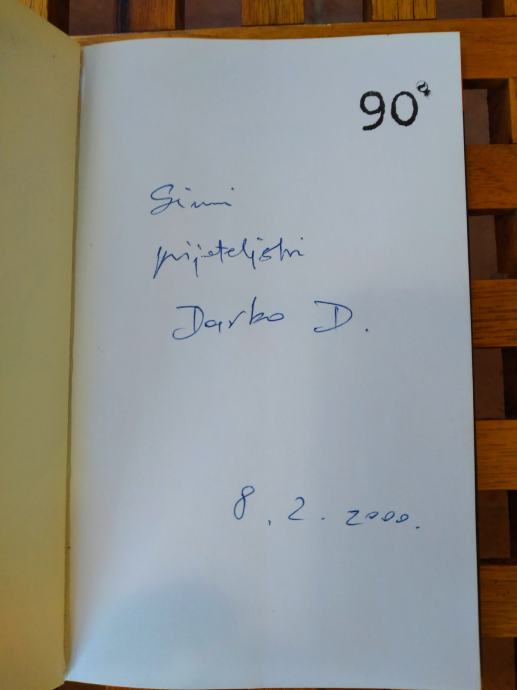 90°
Simi
prijateljski
Darko D.
8.2.2000.